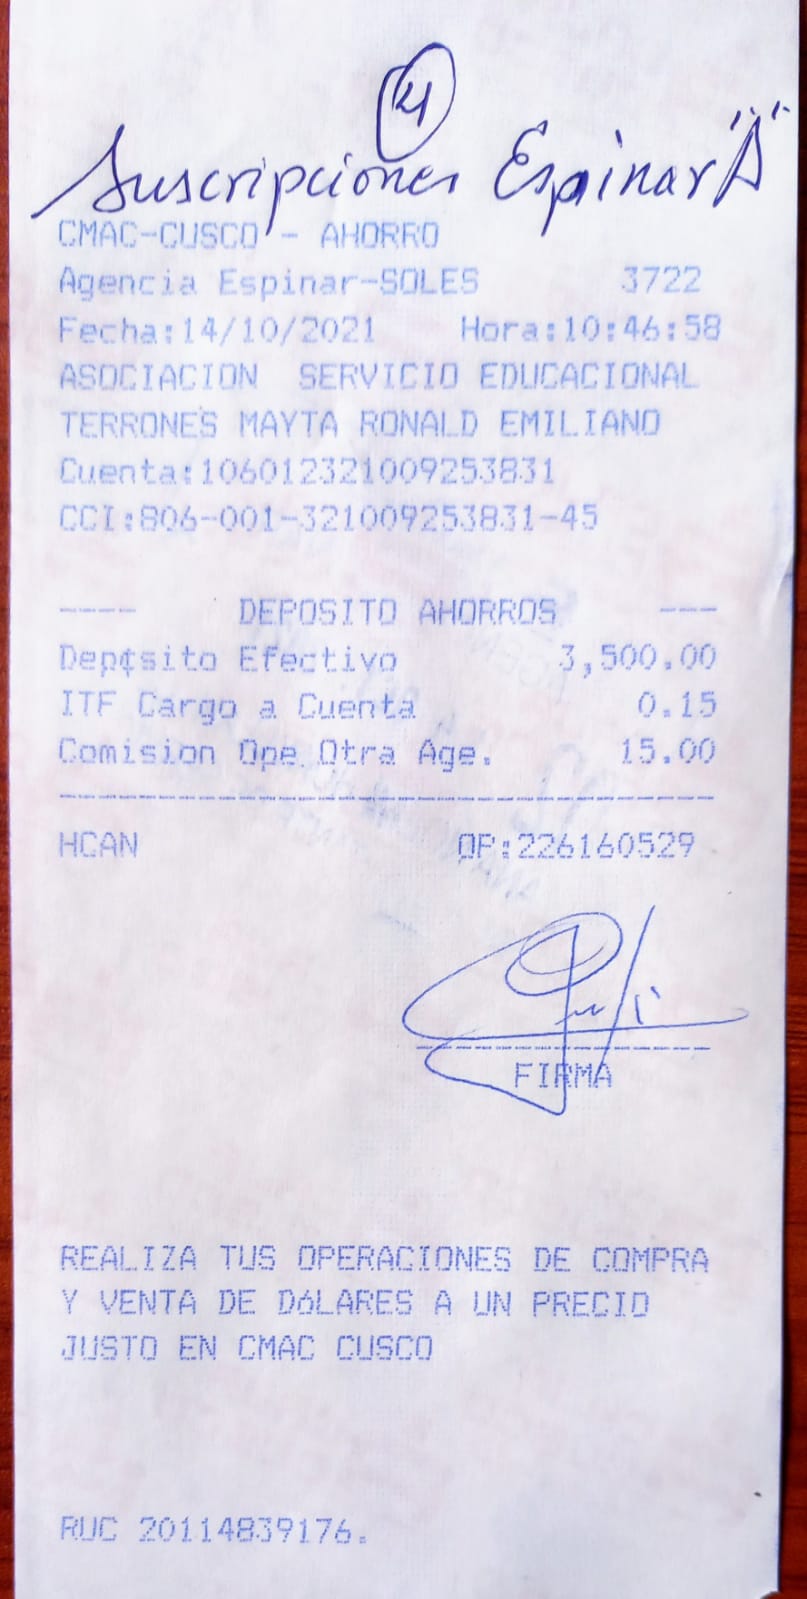 4
Suscripciones Espinar "A"
CMAC-CUSCO - AHORRO
Agencia Espinar-SOLES 3722
Fecha:14/10/2021 Hora:10:46:58
ASOCIACION SERVICIO EDUCACIONAL
TERRONES MAYTA RONALD EMILIANO
Cuenta:106012321009253831
CCI:806-001-321009253831-45
---- DEPOSITO AHORROS ---
Dep¢sito Efectivo 3,500.00
ITF Cargo a Cuenta 0.15
Comision Ope Otra Age. 15.00
HCAN OP:226160529
FIRMA
REALIZA TUS OPERACIONES DE COMPRA
Y VENTA DE DóLARES A UN PRECIO
JUSTO EN CMAC CUSCO
RUC 20114839176.